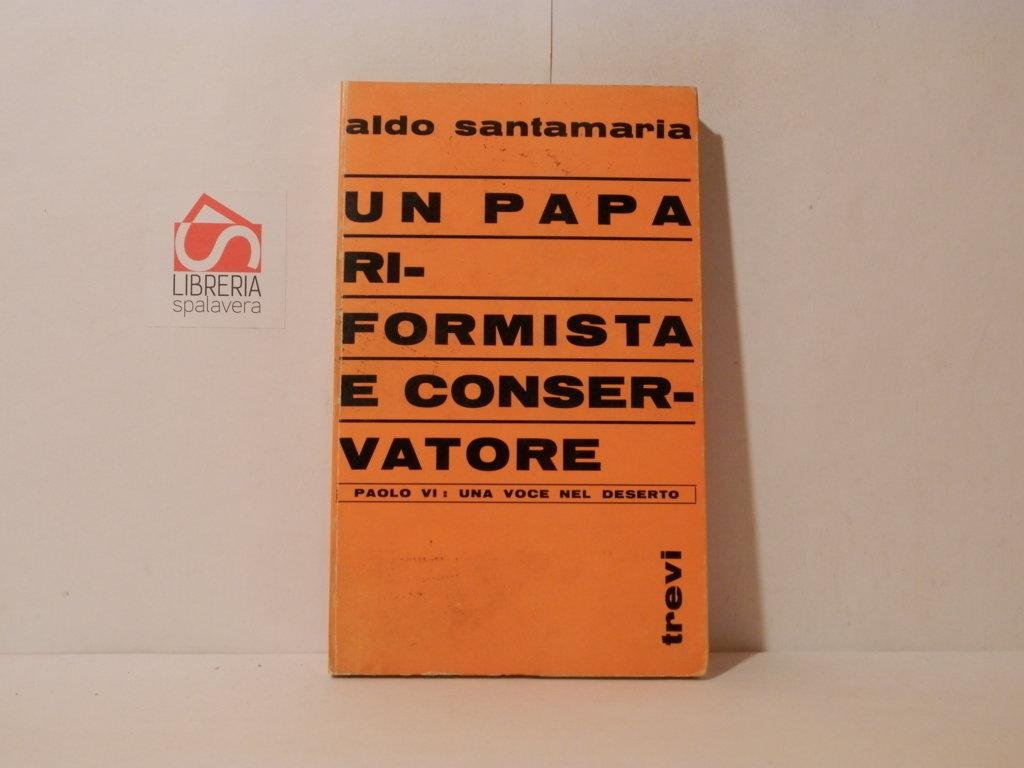 aldo santamaria
UN PAPA
RI-
FORMISTA
E CONSER-
VATORE
PAOLO VI: UNA VOCE NEL DESERTO
trevi
LIBRERIA
spalavera